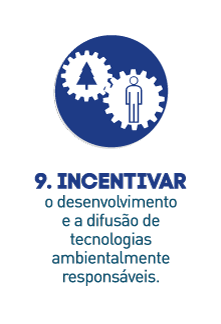 9. INCENTIVAR
o desenvolvimento
e a difusão de
tecnologias
ambientalmente
responsáveis.